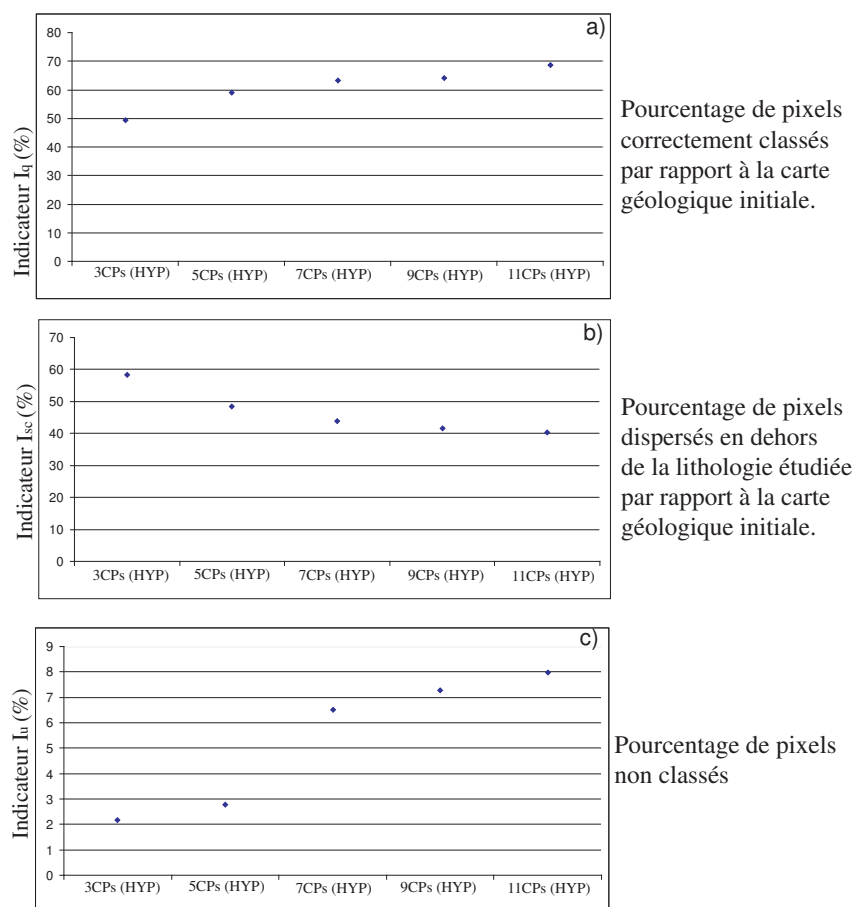 a)
80
70
60
50
40
30
20
10
0
Indicateur Iq (%)
3CPs (HYP) 5CPs (HYP) 7CPs (HYP) 9CPs (HYP) 11CPs (HYP)
Pourcentage de pixels
correctement classés
par rapport à la carte
géologique initiale.
b)
70
60
50
40
30
20
10
0
Indicateur Isc (%)
3CPs (HYP) 5CPs (HYP) 7CPs (HYP) 9CPs (HYP) 11CPs (HYP)
Pourcentage de pixels
dispersés en dehors
de la lithologie étudiée
par rapport à la carte
géologique initiale.
c)
9
8
7
6
5
4
3
2
1
0
Indicateur Iu (%)
3CPs (HYP) 5CPs (HYP) 7CPs (HYP) 9CPs (HYP) 11CPs (HYP)
Pourcentage de pixels
non classés